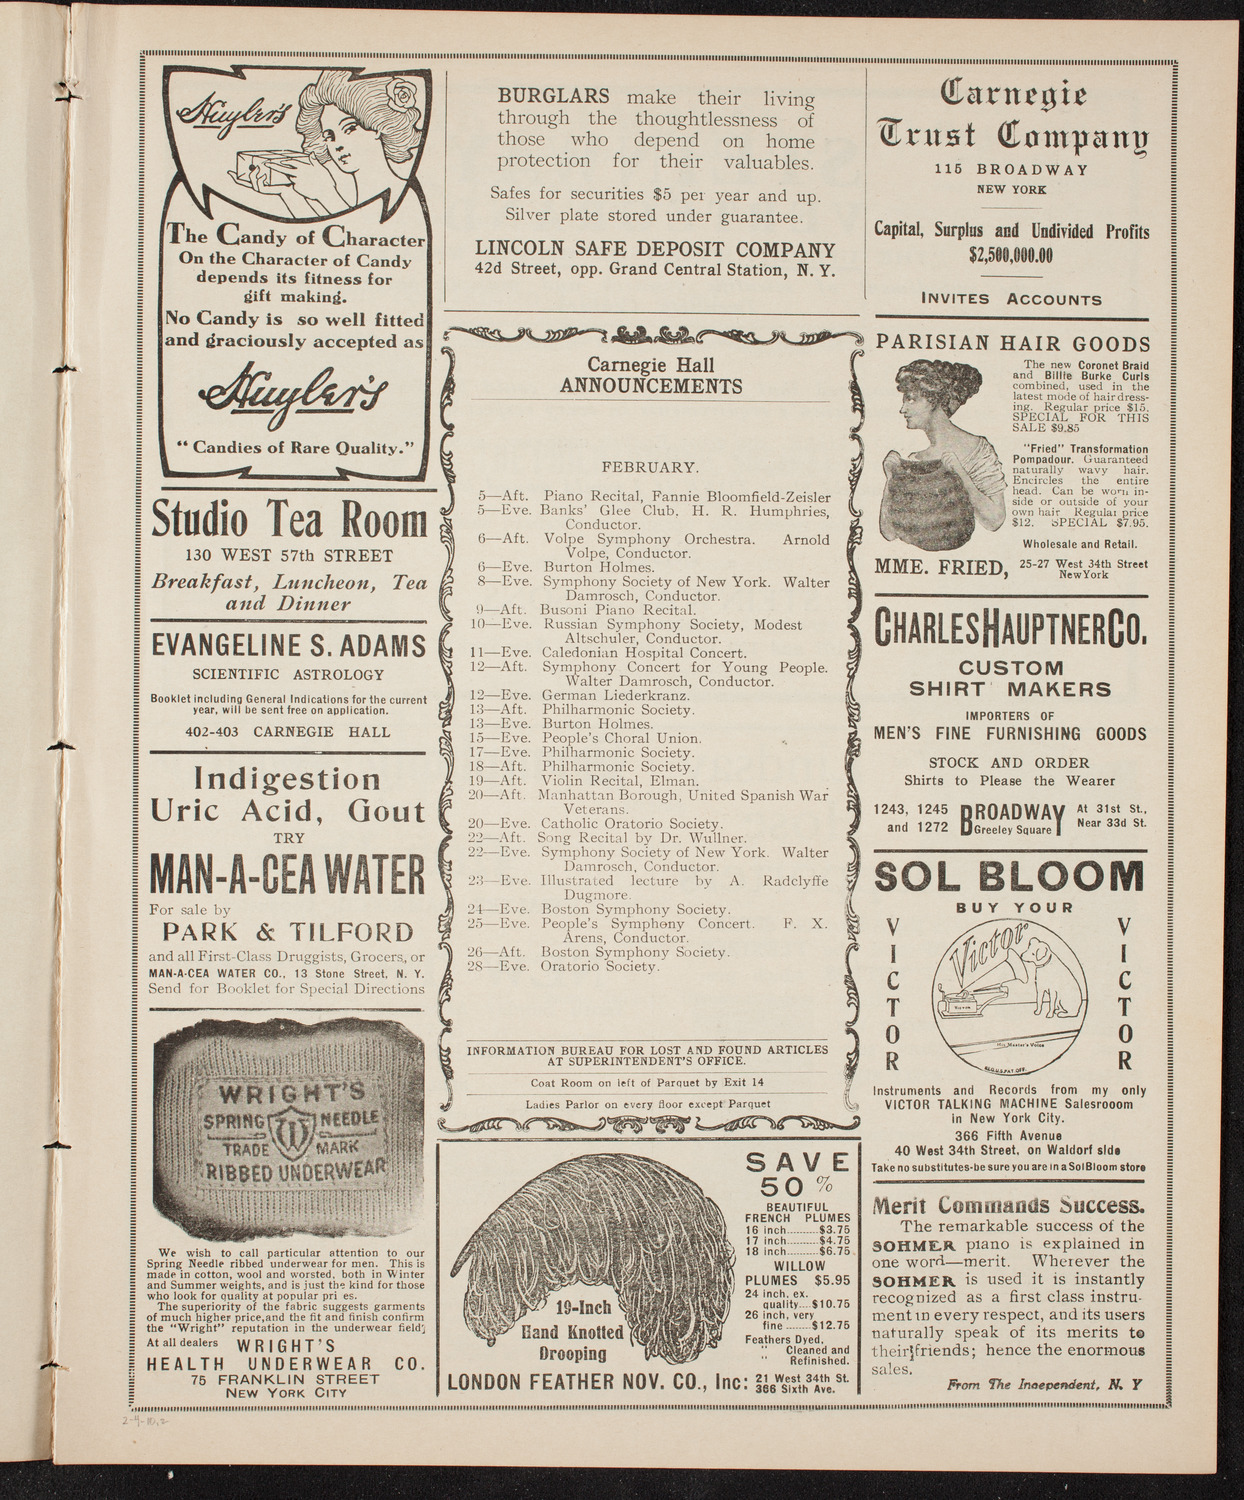 Huyler's
The Candy of Character
On the Character of Candy
depends its fitness for
gift making.
No Candy is so well fitted
and graciously accepted as
Huyler's
"Candies of Rare Quality."
Studio Tea Room
130 WEST 57th STREET
Breakfast, Luncheon, Tea
and Dinner
EVANGELINE S. ADAMS
SCIENTIFIC ASTROLOGY
Booklet including General Indications for the current
year, will be sent free on application.
402-403 CARNEGIE HALL
Indigestion
Uric Acid, Gout
TRY
MAN-A-CEA WATER
For sale by
PARK & TILFORD
and all First-Class Druggists, Grocers, or
MAN-A-CEA WATER CO., 13 Stone Street, N. Y.
Send for Booklet for Special Directions
WRIGHT'S
SPRING NEEDLE
TRADE MARK
RIBBED UNDERWEAR
We wish to call particular attention to our
Spring Needle ribbed underwear for men. This is
made in cotton, wool and worsted, both in Winter
and Summer weights, and is just the kind for those
who look for quality at popular pri es.
The superiority of the fabric suggests garments
of much higher price,and the fit and finish confirm
the "Wright" reputation in the underwear field;
At all dealers WRIGHT'S
HEALTH UNDERWEAR CO.
75 FRANKLIN STREET
NEW YORK CITY
BURGLARS make their living
through the thoughtlessness of
those who depend on home
protection for their valuables.
Safes for securities $5 per year and up.
Silver plate stored under guarantee.
LINCOLN SAFE DEPOSIT COMPANY
42d Street, opp. Grand Central Station, N. Y.
Carnegie Hall
ANNOUNCEMENTS
FEBRUARY.
5—Aft. Piano Recital, Fannie Bloomfield-Zeisler
5—Eve. Banks' Glee Club. H. R. Humphries,
Conductor.
6—Aft. Volpe Symphony Orchestra. Arnold
Volpe, Conductor.
6—Eve. Burton Holmes.
8—Eve. Symphony Society of New York. Walter
Damrosch, Conductor.
9—Aft. Busoni Piano Recital.
10—Eve. Russian Symphony Society, Modest
Altschuler, Conductor.
11—Eve. Caledonian Hospital Concert.
12—Aft. Symphony Concert for Young People.
Walter Damrosch, Conductor.
12—Eve. German Liederkranz.
13—Aft. Philharmonic Society.
13—Eve. Burton Holmes.
15—Eve. People's Choral Union.
17—Eve. Philharmonic Society.
18—Aft. Philharmonic Society.
19—Aft. Violin Recital, Elman.
20—Aft. Manhattan Borough, United Spanish War
Veterans.
20—Eve. Catholic Oratorio Society.
22—Aft. Song Recital by Dr. Wullner.
22—Eve. Symphony Society of New York. Walter
Damrosch, Conductor.
23—Eve. Illustrated lecture by A. Radclyffe
Dugmore.
24—Eve. Boston Symphony Society.
25—Eve. People's Symphony Concert. F. X.
Arens, Conductor.
26—Aft. Boston Symphony Society.
28—Eve. Oratorio Society.
INFORMATION BUREAU FOR LOST AND FOUND ARTICLES
AT SUPERINTENDENT'S OFFICE.
Coat Room on left of Parquet by Exit 14
Ladies Parlor on every floor except Parquet
19-Inch
Hand Knotted
Drooping
SAVE
50 %
BEAUTIFUL
FRENCH PLUMES
16 inch..........$3.75
17 inch..........$4.75
18 inch..........$6.75
WILLOW
PLUMES $5.95
24 inch, ex.
quality....$10.75
26 inch, very
fine ........$12.75
Feathers Dyed,
" Cleaned and
" Refinished.
LONDON FEATHER NOV. CO., Inc: 21 West 34th St.
366 Sixth Ave.
Carnegie
Trust Company
115 BROADWAY
NEW YORK
Capital, Surplus and Undivided Profits
$2,500,000.00
INVITES ACCOUNTS
PARISIAN HAIR GOODS
The new Coronet Braid
and Billie Burke Curls
combined, used in the
latest mode of hairdress-
ing. Regular price $15.
SPECIAL FOR THIS
SALE $9.85
"Fried" Transformation
Pompadour. Guaranteed
naturally wavy hair.
Encircles the entire
head. Can be worn in-
side or outside of your
own hair Regular price
$12. SPECIAL $7.95.
Wholesale and Retail.
MME. FRIED, 25-27 West 34th Street
New York
CHARLES HAUPTNER CO.
CUSTOM
SHIRT MAKERS
IMPORTERS OF
MEN'S FINE FURNISHING GOODS
STOCK AND ORDER
Shirts to Please the Wearer
1243, 1245
and 1272 BROADWAY
Greeley Square
At 31st St.,
Near 33d St.
SOL BLOOM
BUY YOUR
VICTOR
Victor
VICTOR
His Master's Voice
REG.U.S.PAT.OFF.
Instruments and Records from my only
VICTOR TALKING MACHINE Salesrooom
in New York City.
366 Fifth Avenue
40 West 34th Street, on Waldorf side
Take no substitutes-be sure you are in a Sol Bloom store
Merit Commands Success.
The remarkable success of the
SOHMER piano is explained in
one word—merit. Wherever the
SOHMER is used it is instantly
recognized as a first class instru-
ment in every respect, and its users
naturally speak of its merits to
their friends; hence the enormous
sales.
From The Independent, N. Y